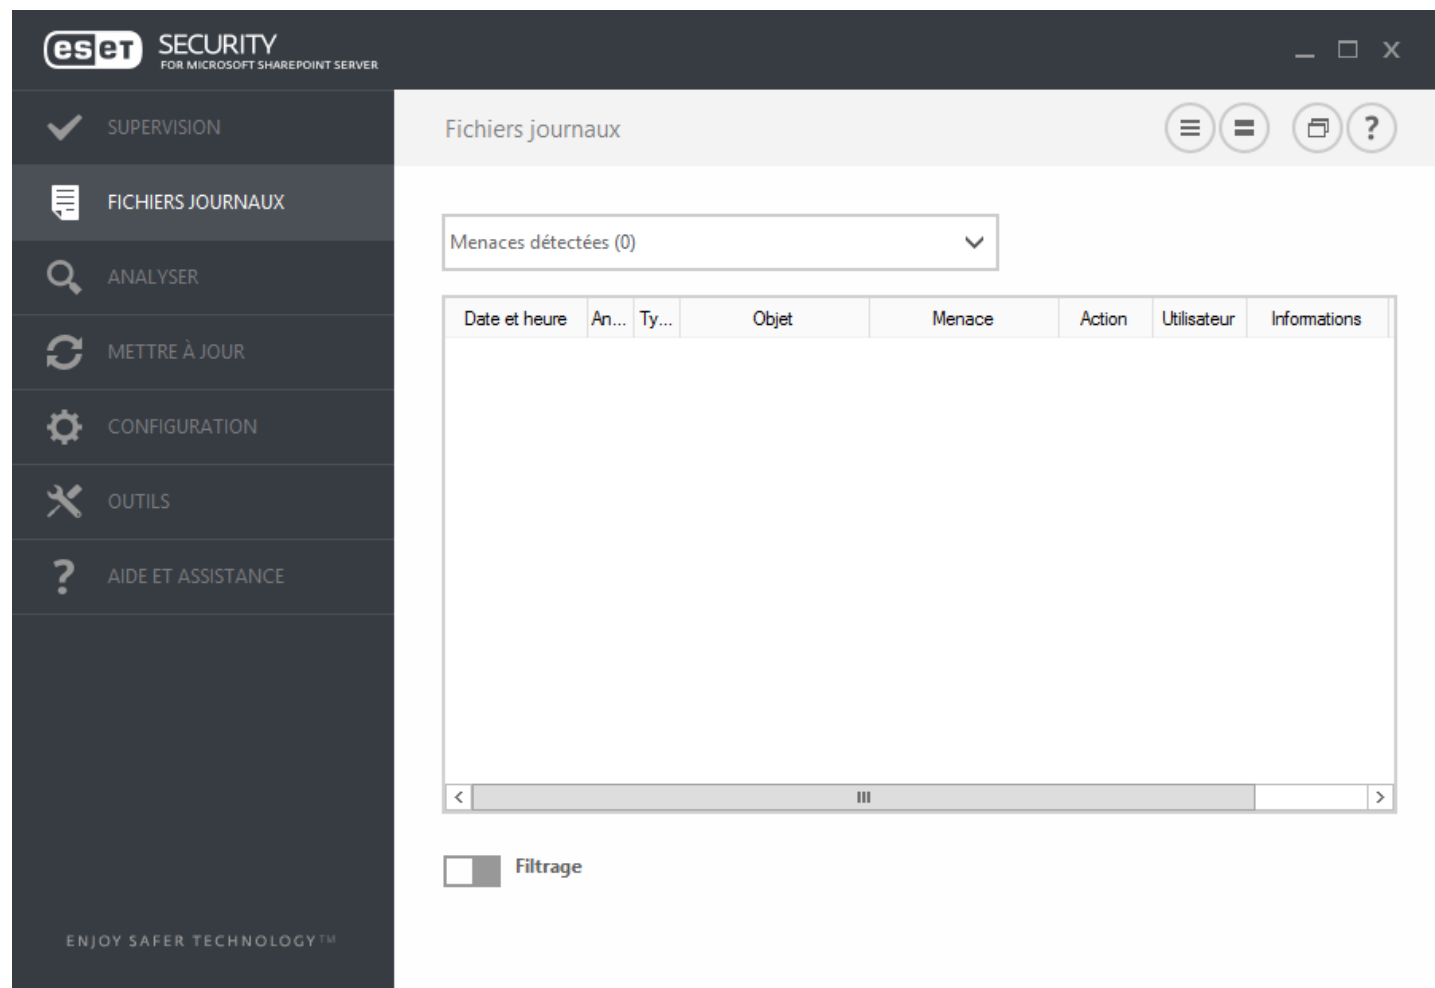 eset SECURITY
FOR MICROSOFT SHAREPOINT SERVER
SUPERVISION
FICHIERS JOURNAUX
ANALYSER
METTRE À JOUR
CONFIGURATION
OUTILS
? AIDE ET ASSISTANCE
ENJOY SAFER TECHNOLOGY™
Fichiers journaux
?
Menaces détectées (0)
Date et heure An... Ty... Objet Menace Action Utilisateur Informations
Filtrage